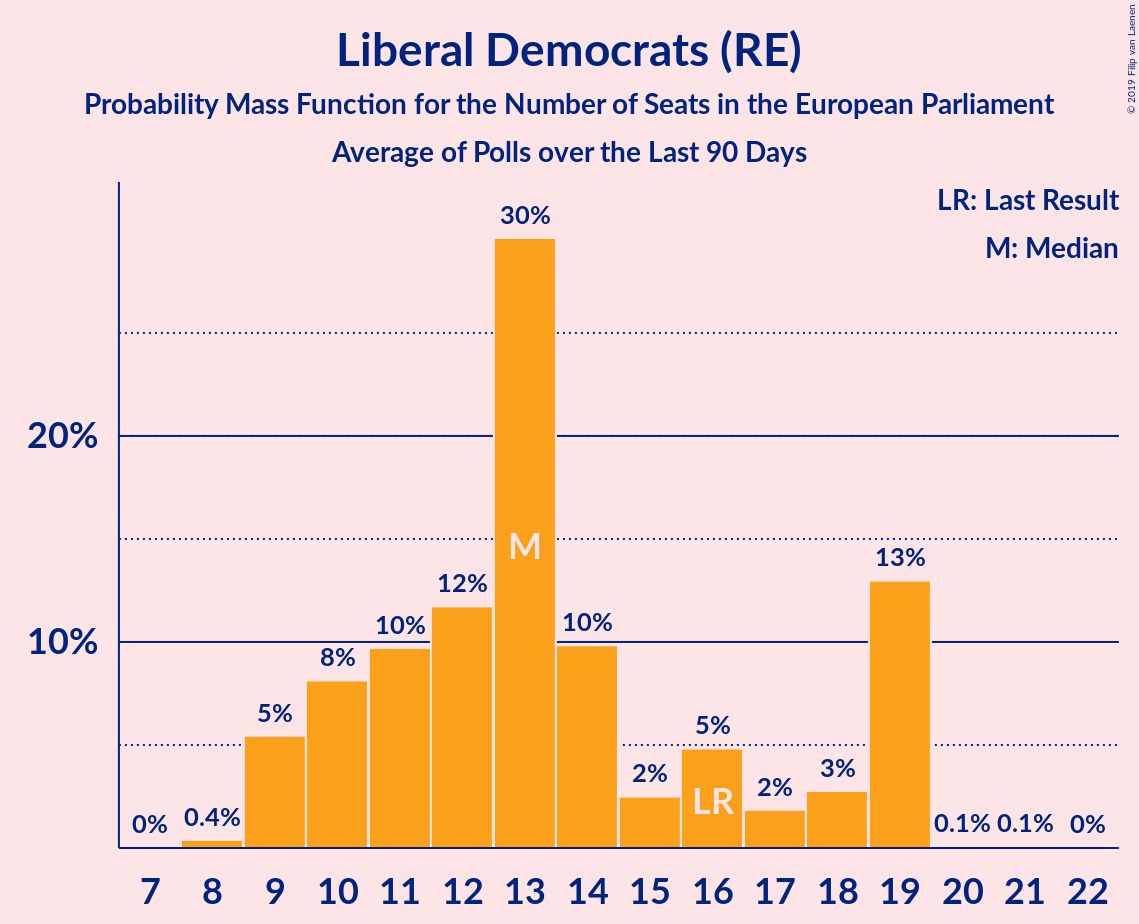 Liberal Democrats (RE)
Probability Mass Function for the Number of Seats in the European Parliament
Average of Polls over the Last 90 Days
© 2019 Filip van Laenen
LR: Last Result
M: Median
30%
20%
M
13%
12%
10%
10%
10%
8%
5%
5%
3%
2%
2%
LR
0%
0.4%
0.1%
0.1%
0%
7 8 9 10 11 12 13 14 15 16 17 18 19 20 21 22